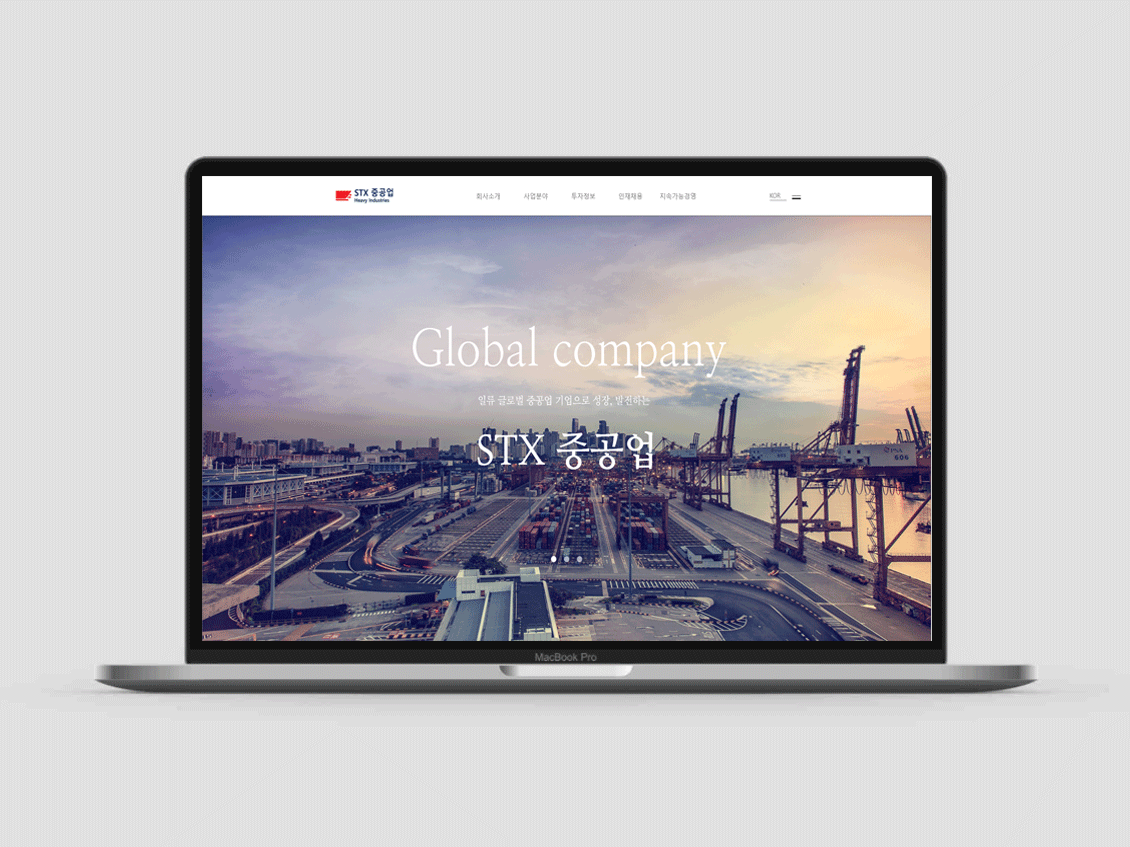 STX 중공업
Heavy Industries
회사소개 사업분야 투자정보 인재채용 지속가능경영
KOR
Global company
일류 글로벌 중공업 기업으로 성장, 발전하는
STX 중공업
PSA
606
MacBook Pro